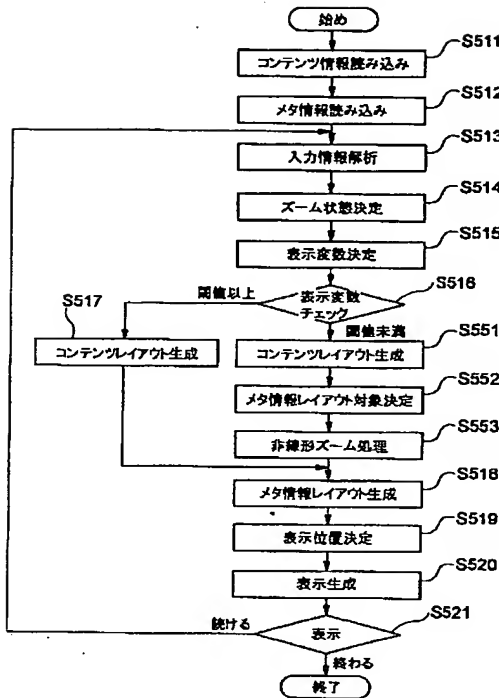 始め
S511
コンテンツ情報読み込み
S512
メタ情報読み込み
S513
入力情報解析
S514
ズーム状態決定
S515
表示変数決定
S516
表示変数
チェック
閾値以上
閾値未満
S517
コンテンツレイアウト生成
S551
コンテンツレイアウト生成
S552
メタ情報レイアウト対象決定
S553
非線形ズーム処理
S518
メタ情報レイアウト生成
S519
表示位置決定
S520
表示生成
S521
続ける
表示
終わる
終了